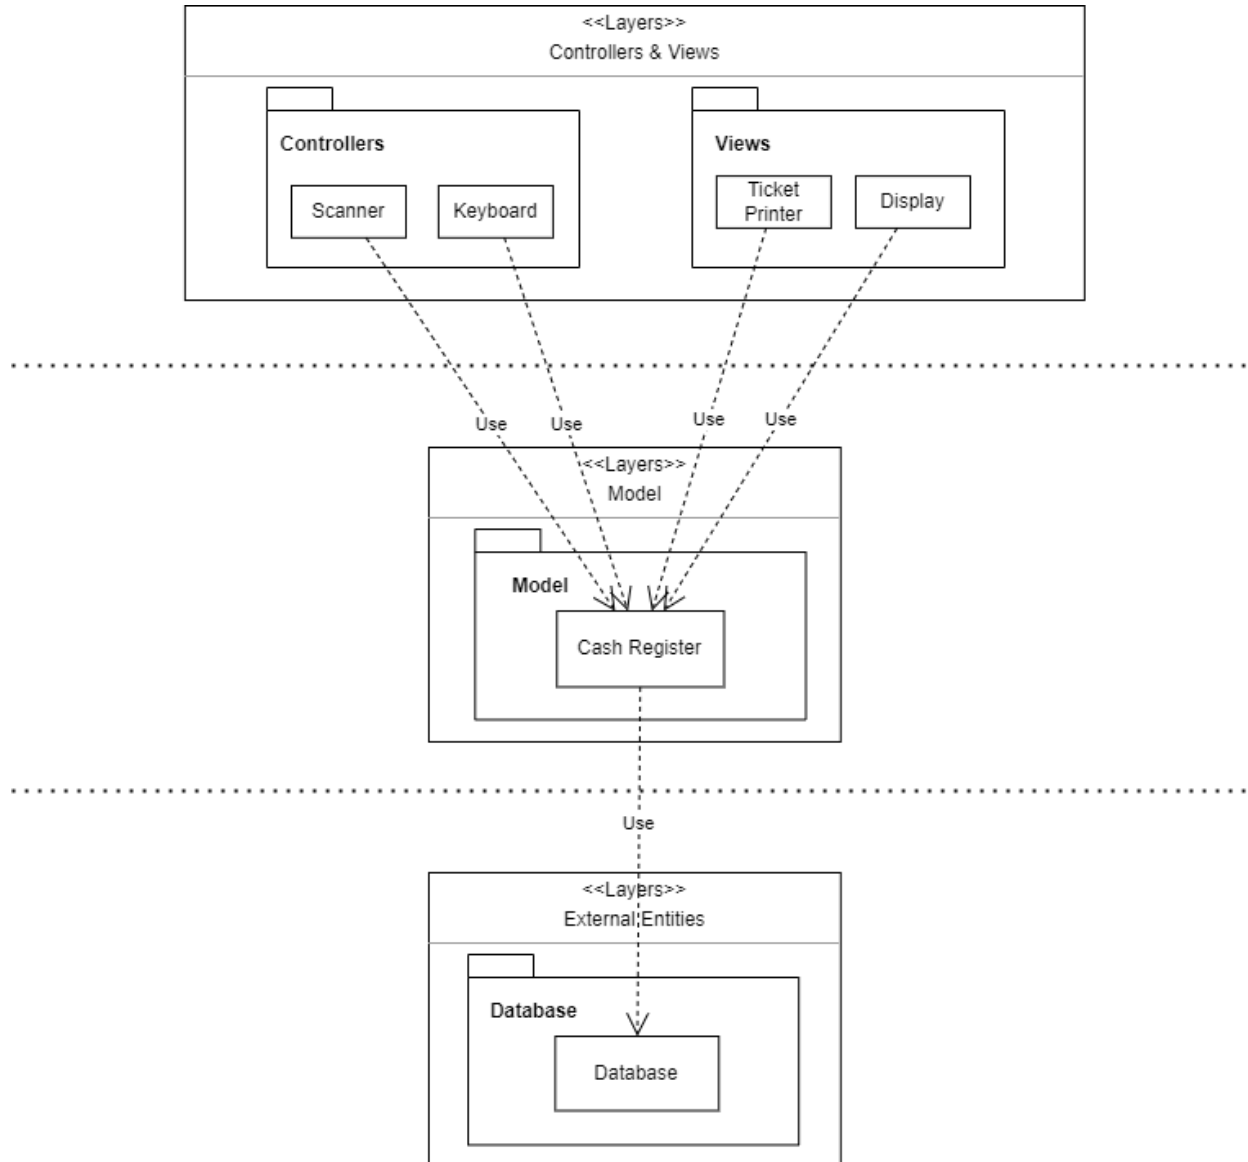 <<Layers>>
Controllers & Views
Controllers
Views
Scanner
Keyboard
Ticket
Printer
Display
Use
Use
Use
Use
<<Layers>>
Model
Model
Cash Register
Use
<<Layers>>
External Entities
Database
Database